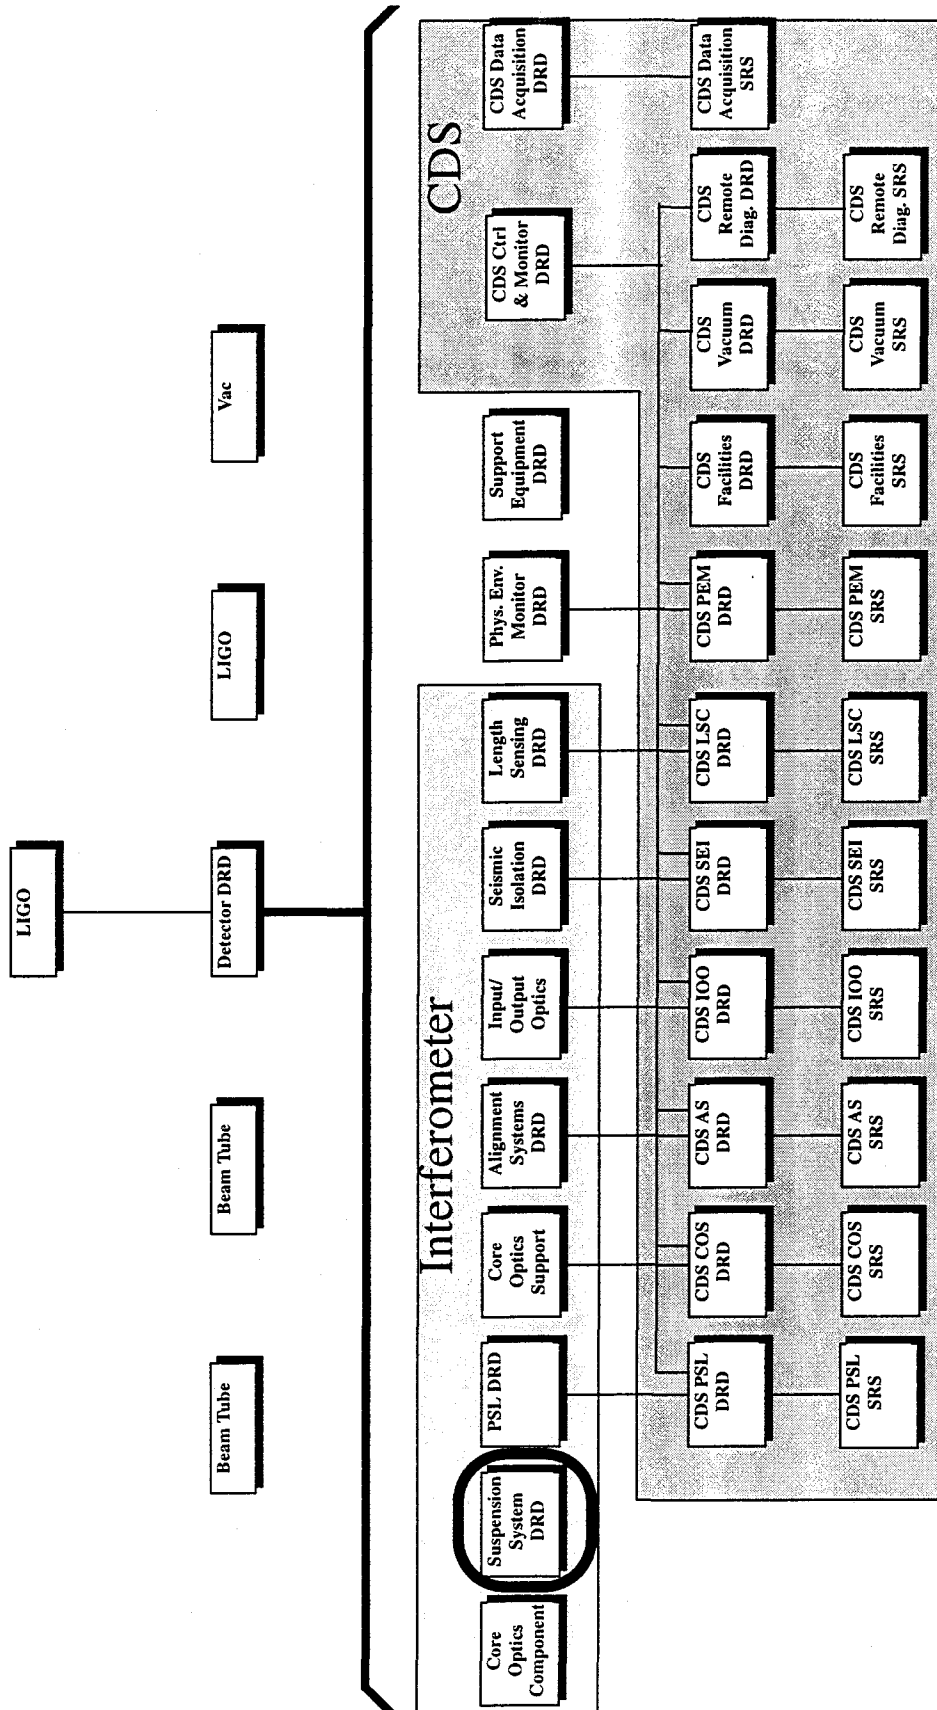 LIGO
Beam Tube
Beam Tube
Detector DRD
LIGO
Vac
Interferometer
CDS
Core
Optics
Component
Suspension
System
DRD
PSL DRD
Core
Optics
Support
Alignment
Systems
DRD
Input/
Output
Optics
Seismic
Isolation
DRD
Length
Sensing
DRD
Phys. Env.
Monitor
DRD
Support
Equipment
DRD
CDS Ctrl
& Monitor
DRD
CDS Data
Acquisition
DRD
CDS PSL
DRD
CDS COS
DRD
CDS AS
DRD
CDS IOO
DRD
CDS SEI
DRD
CDS LSC
DRD
CDS PEM
DRD
CDS
Facilities
DRD
CDS
Vacuum
DRD
CDS
Remote
Diag. DRD
CDS Data
Acquisition
SRS
CDS PSL
SRS
CDS COS
SRS
CDS AS
SRS
CDS IOO
SRS
CDS SEI
SRS
CDS LSC
SRS
CDS PEM
SRS
CDS
Facilities
SRS
CDS
Vacuum
SRS
CDS
Remote
Diag. SRS